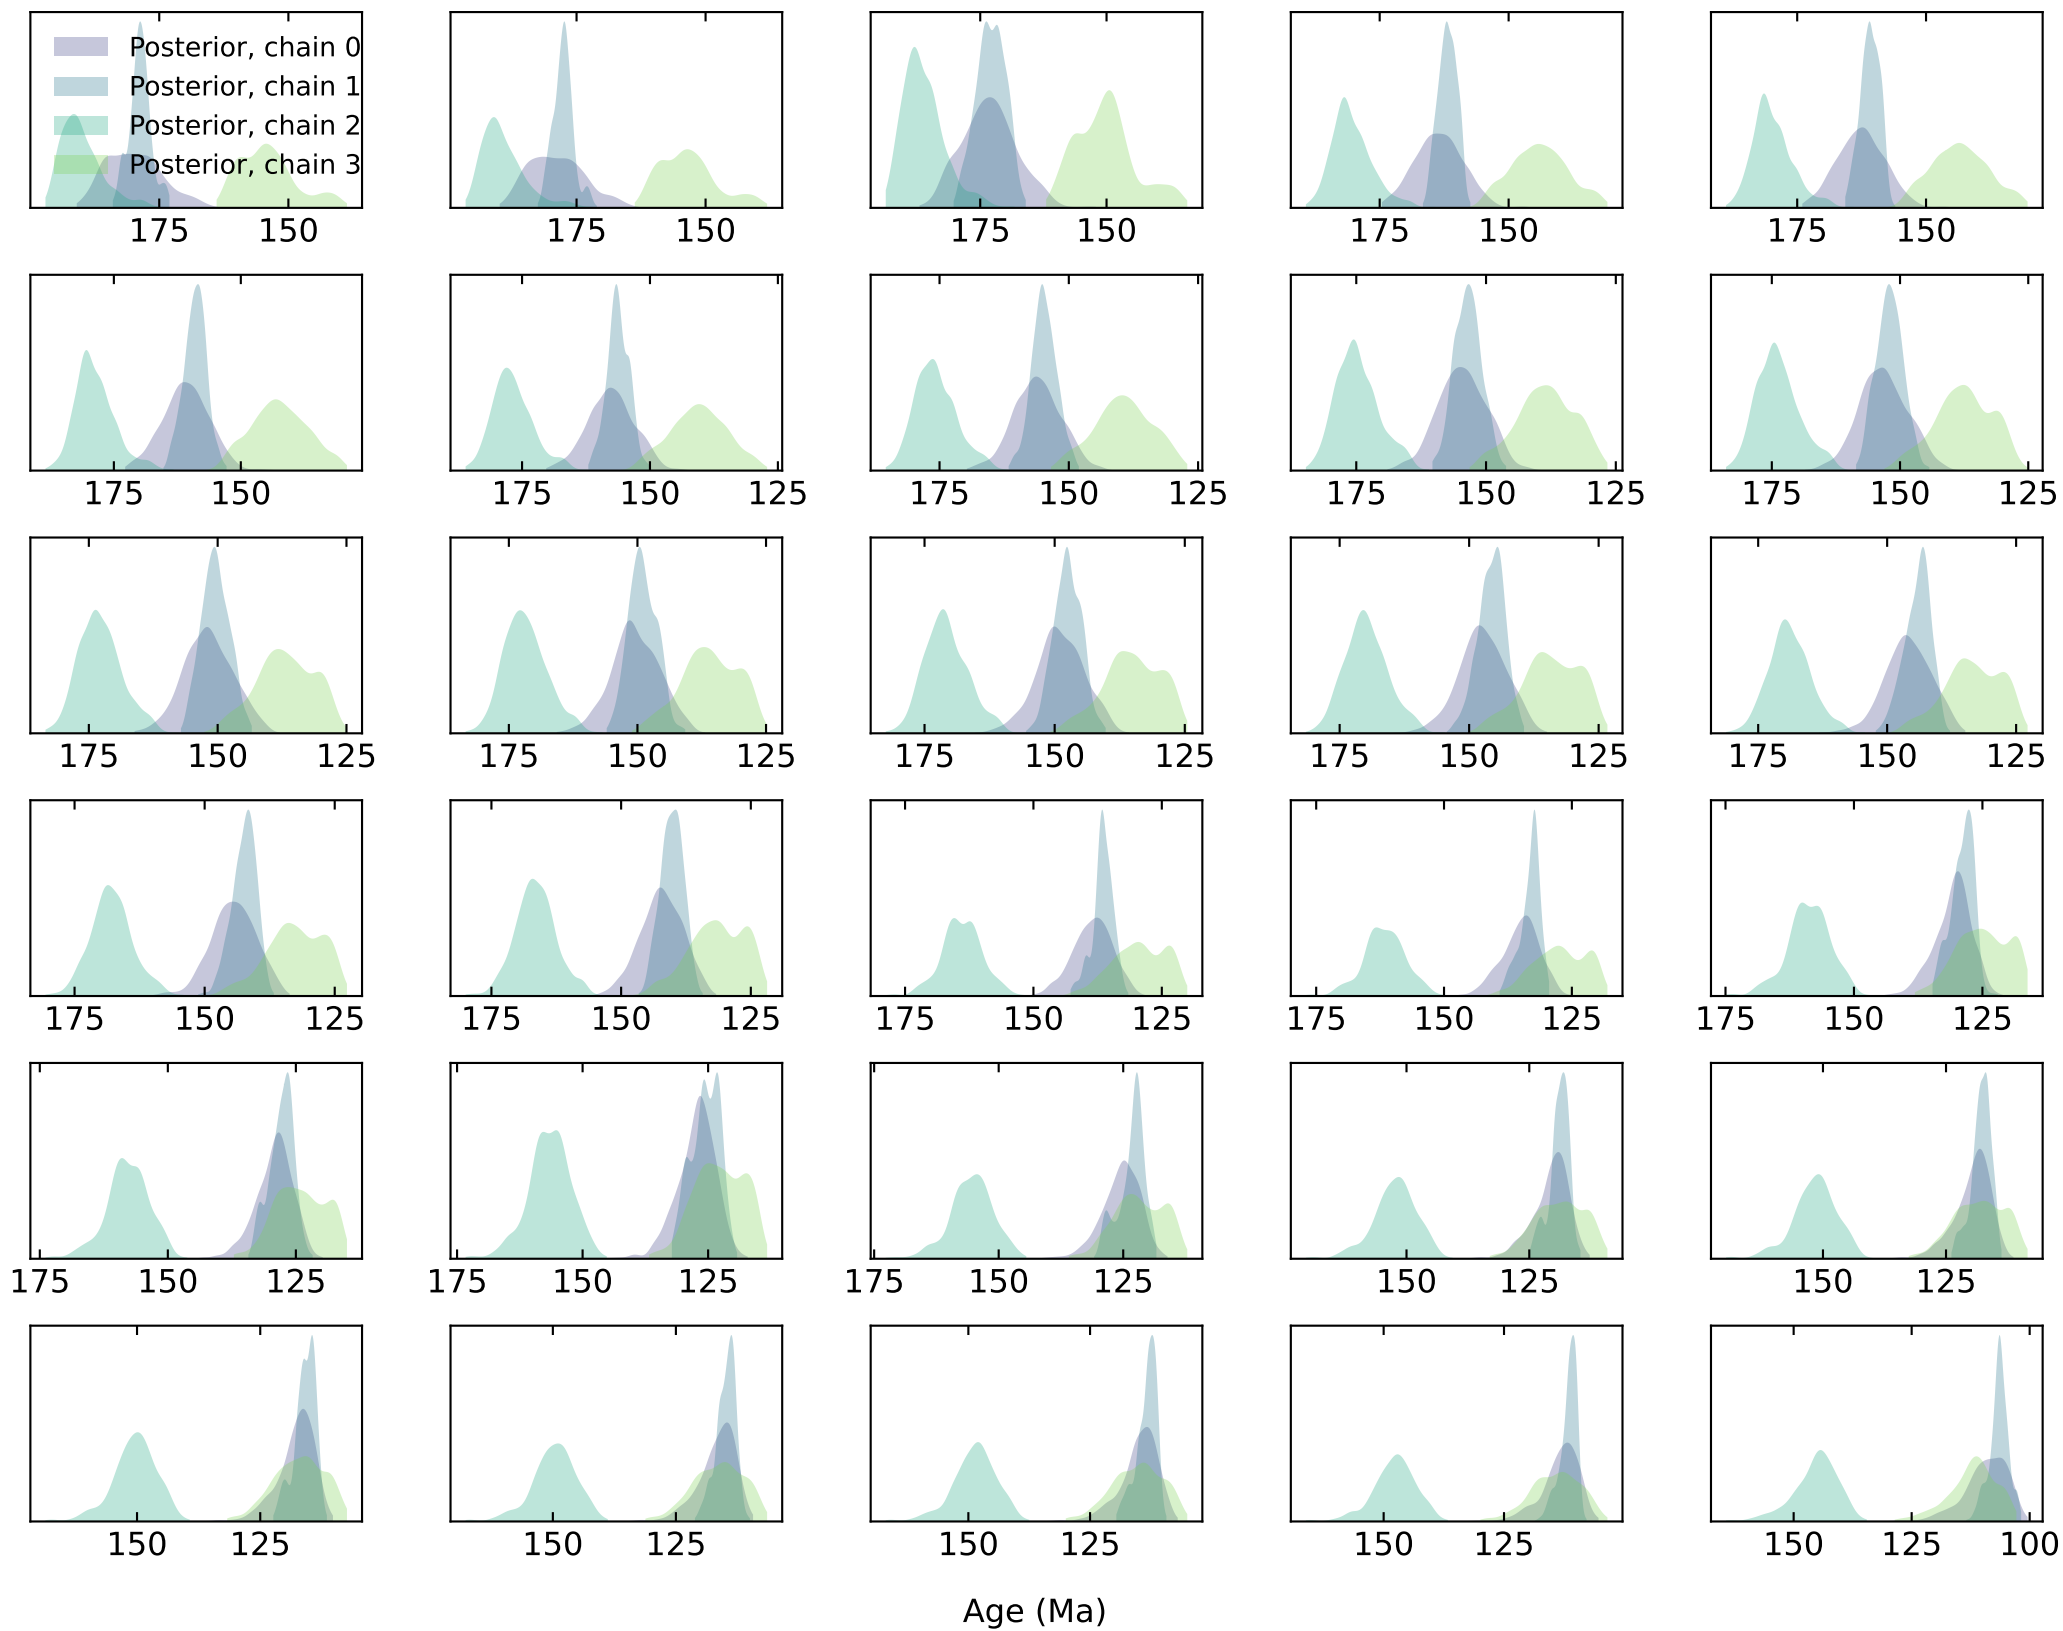 Posterior, chain 0
Posterior, chain 1
Posterior, chain 2
Posterior, chain 3
175 150 175 150 175 150 175 150 175 150
175 150 175 150 125 175 150 125 175 150 125 175 150 125
175 150 125 175 150 125 175 150 125 175 150 125 175 150 125
175 150 125 175 150 125 175 150 125 175 150 125 175 150 125
175 150 125 175 150 125 175 150 125 150 125 150 125
150 125 150 125 150 125 150 125 150 125 100
Age (Ma)